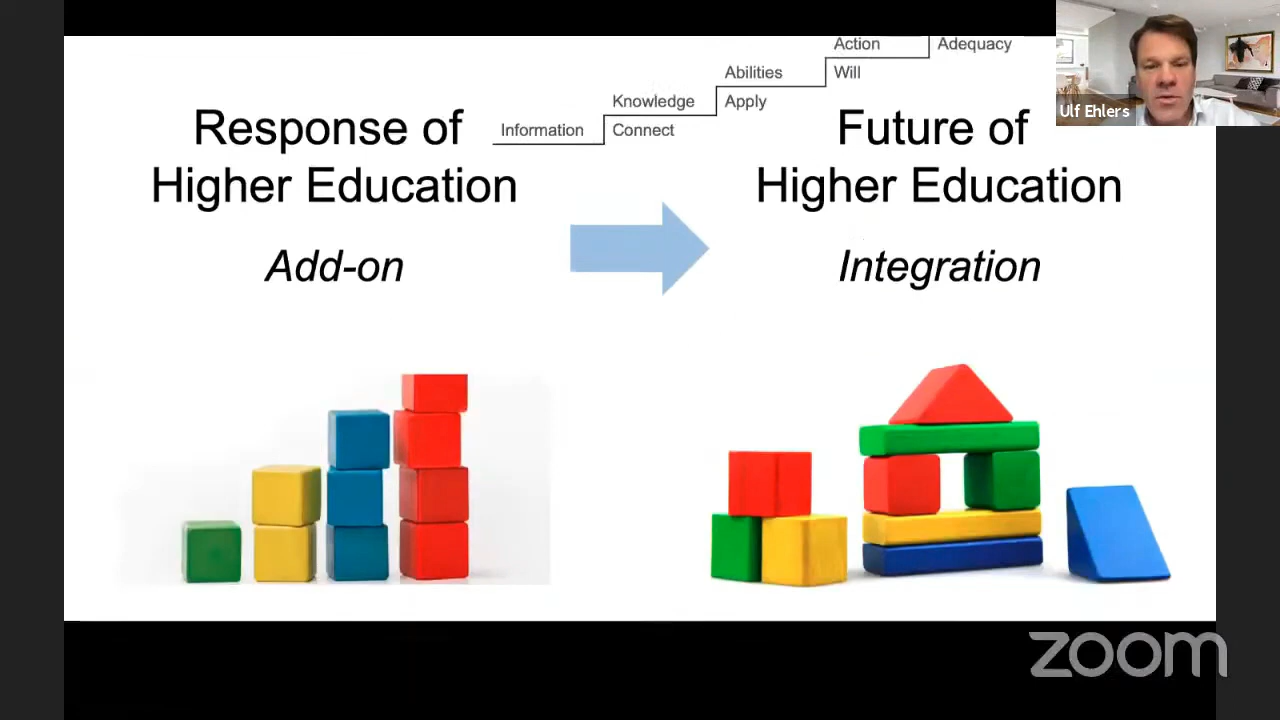 Action
Adequacy
Abilities
Will
Knowledge
Apply
Information
Connect
Response of
Higher Education
Add-on
Future of
Higher Education
Integration
Ulf Ehlers
zoom